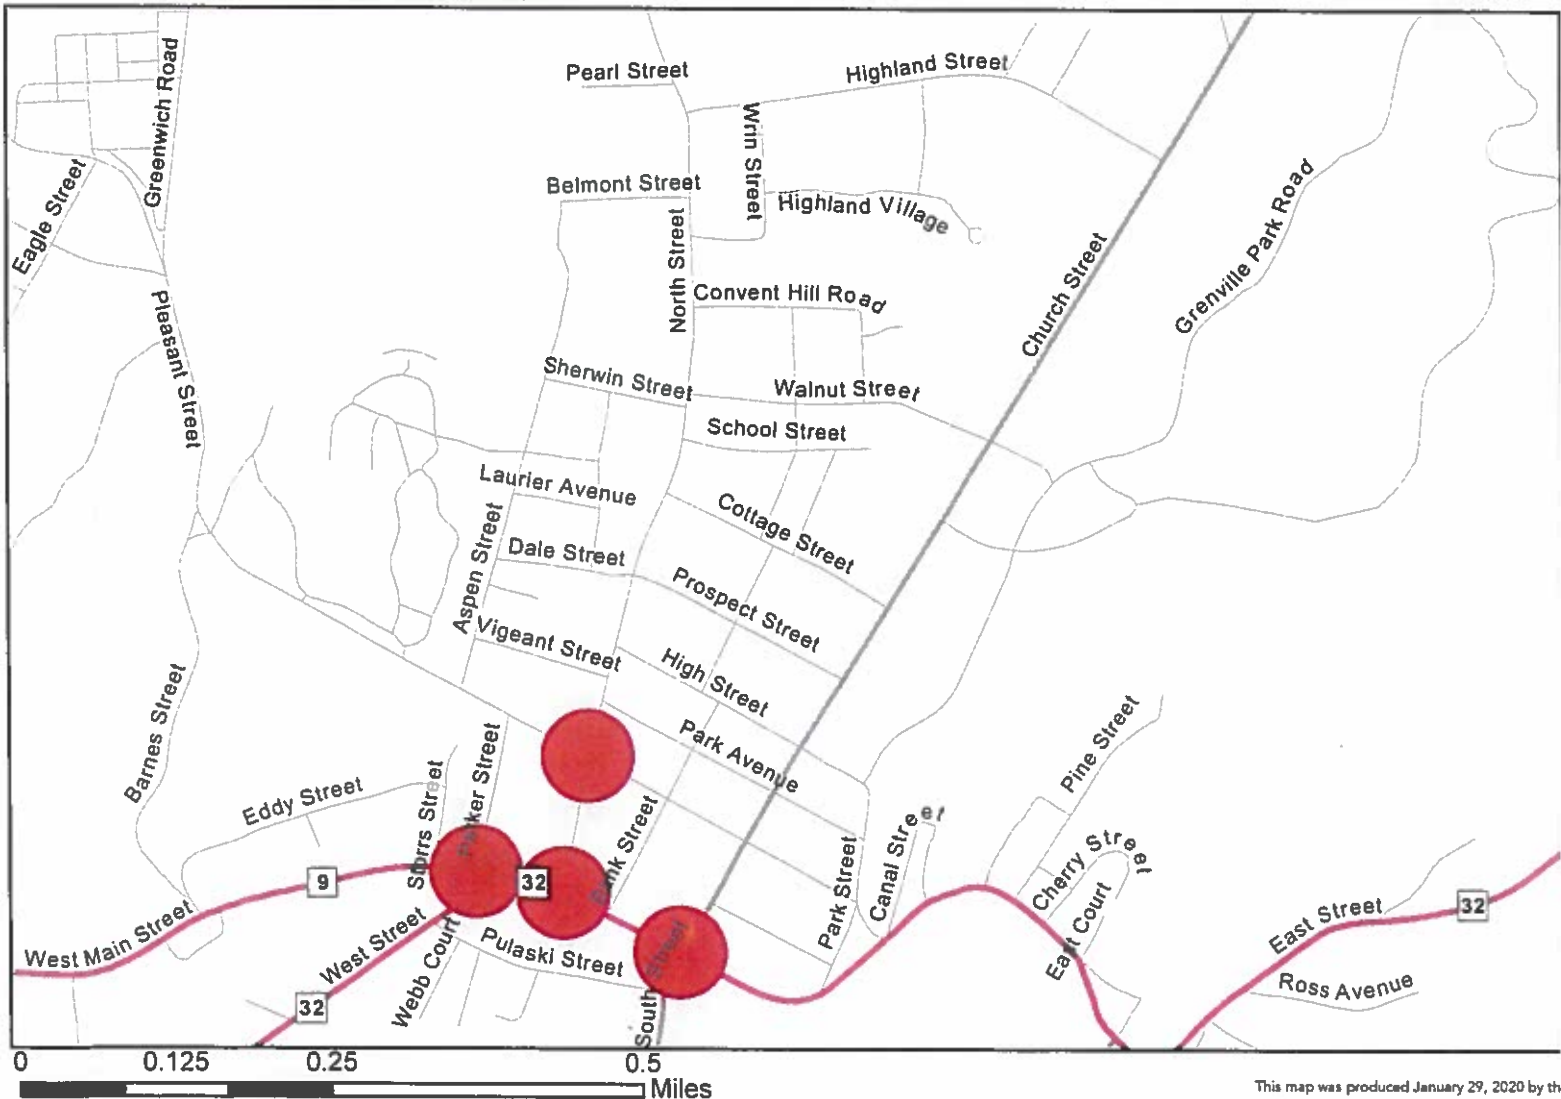 Pearl Street
Highland Street
Greenwich Road
Wrin Street
Eagle Street
Belmont Street
Highland Village
North Street
Church Street
Grenville Park Road
Convent Hill Road
Pleasant Street
Sherwin Street
Walnut Street
School Street
Laurier Avenue
Cottage Street
Aspen Street
Dale Street
Prospect Street
Vigeant Street
High Street
Barnes Street
Park Avenue
Pine Street
Eddy Street
Storrs Street
Parker Street
Bank Street
Park Street
Canal Street
Cherry Street
9
32
West Main Street
West Street
Webb Court
Pulaski Street
South Street
East Court
East Street
32
Ross Avenue
32
0
0.125
0.25
0.5
Miles
This map was produced January 29, 2020 by th